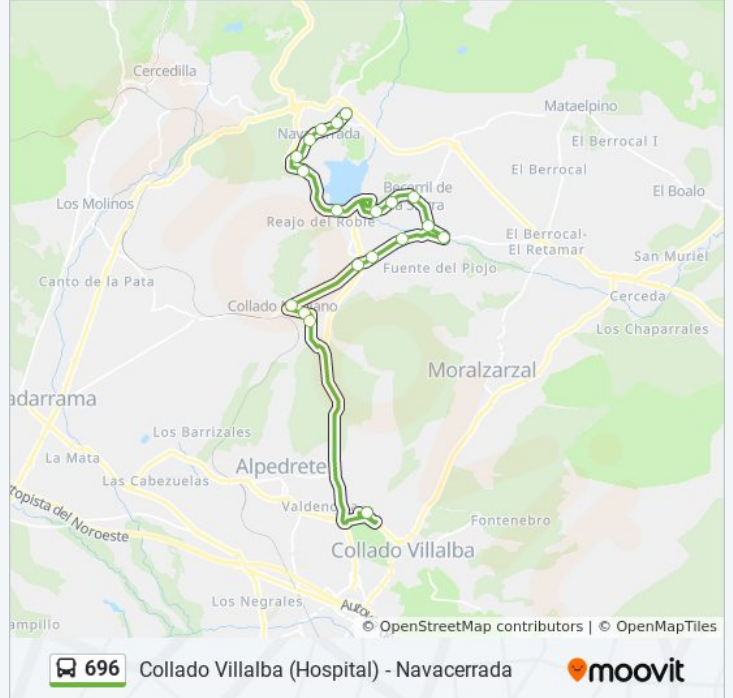 Cercedilla
Mataelpino
El Berrocal I
El Berrocal
El Boalo
Los Molinos
Reajo del Roble
El Berrocal-
El Retamar
San Muriel
Fuente del Piojo
Canto de la Pata
Cerceda
Collado
Los Chaparrales
Moralzarzal
adarrama
Los Barrizales
La Mata
Alpedrete
Las Cabezuelas
topista del Noroeste
Fontenebro
Collado Villalba
Los Negrales
ampillo
© OpenStreetMap contributors | © OpenMapTiles
696 Collado Villalba (Hospital) - Navacerrada moovit